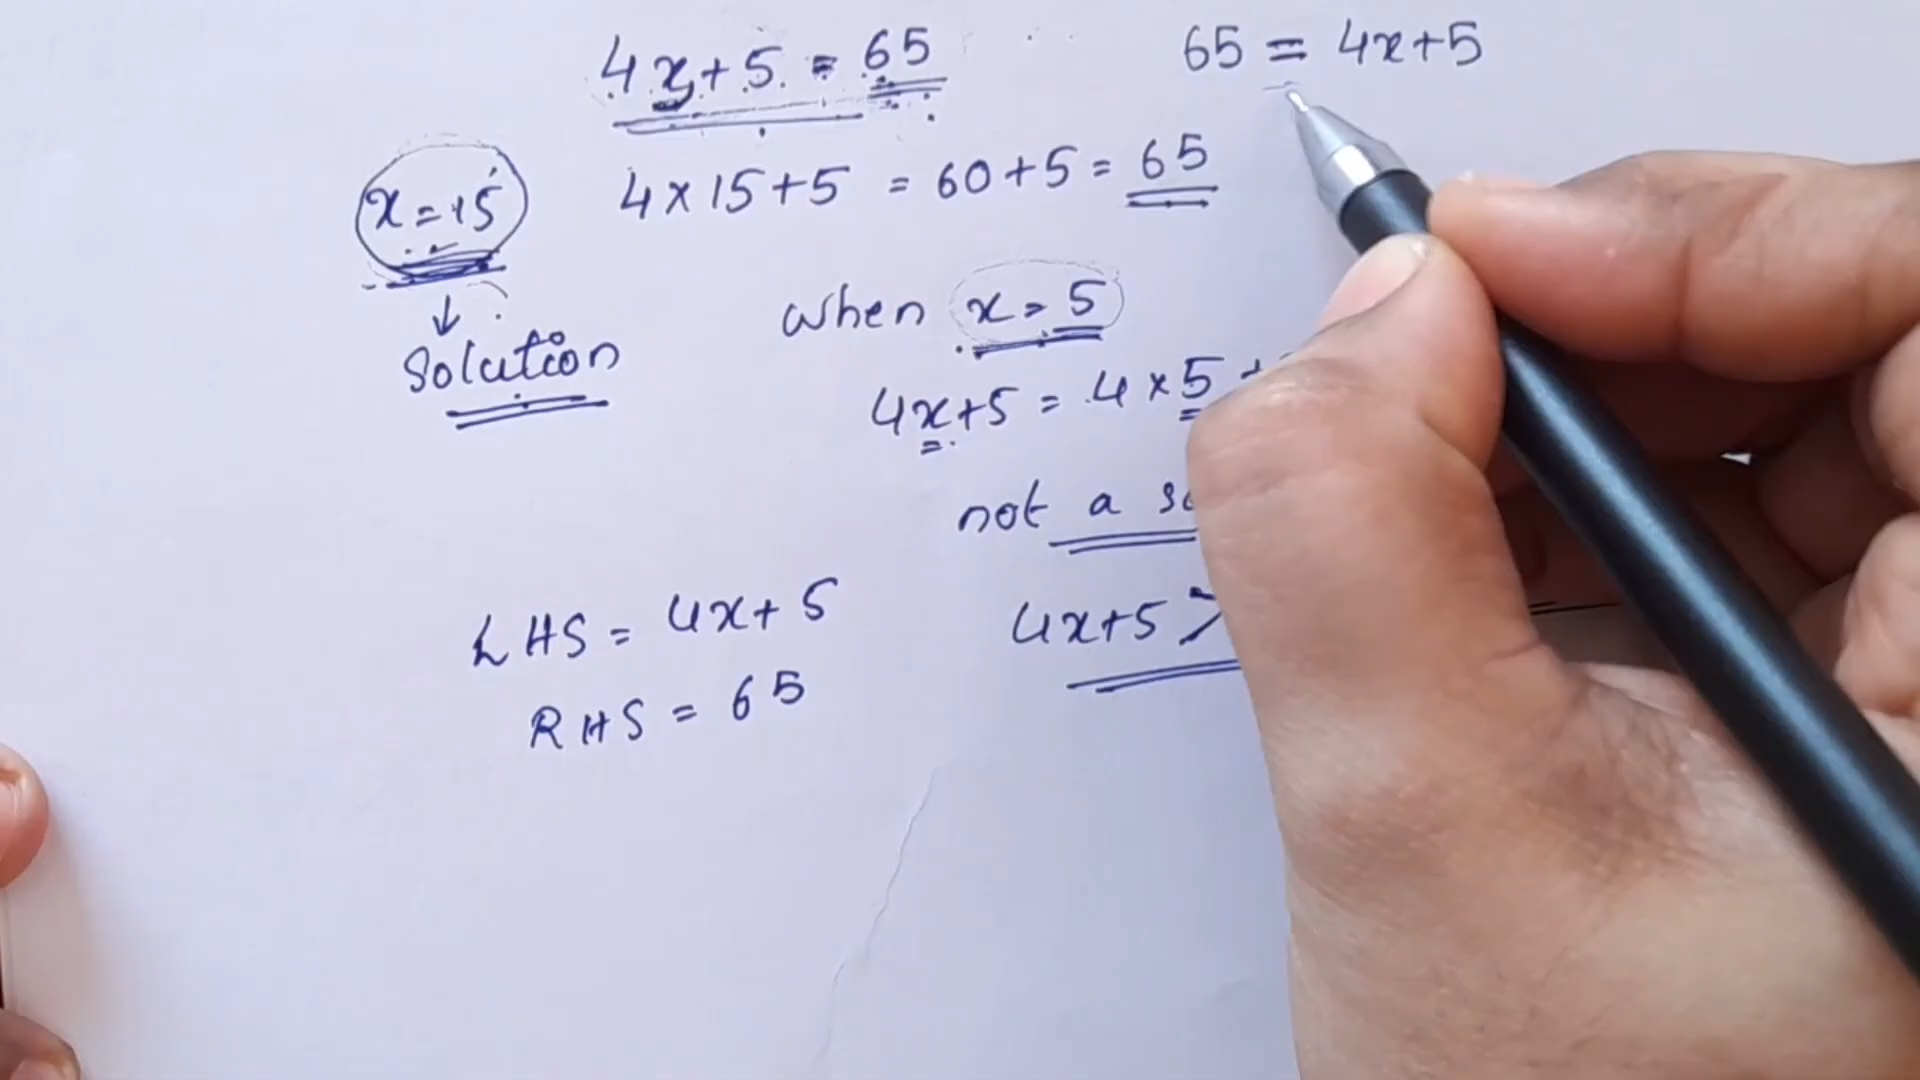 4x+5 = 65
65 = 4x+5
x=15
4×15+5 = 60+5 = 65
↓
Solution
when x=5
4x+5 = 4×5+
not a
4x+5 >
LHS = 4x+5
RHS = 65